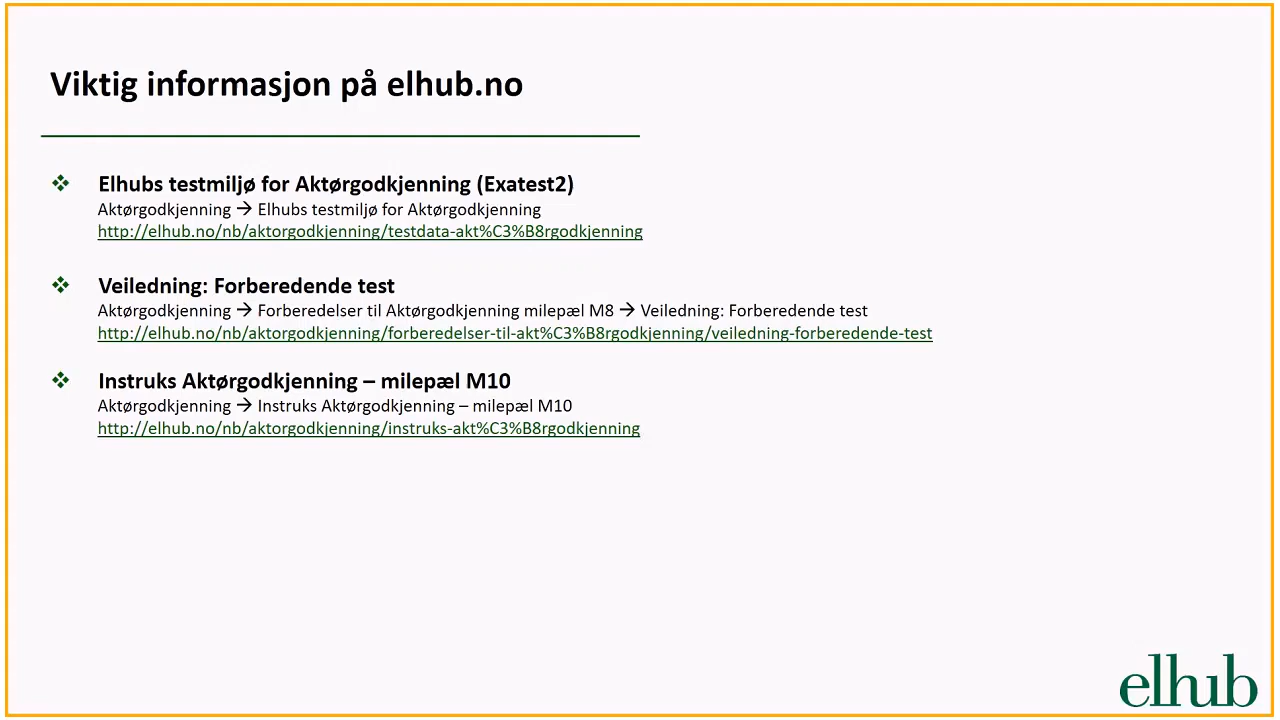 Viktig informasjon på elhub.no
Elhubs testmiljø for Aktørgodkjenning (Exatest2)
Aktørgodkjenning → Elhubs testmiljø for Aktørgodkjenning
http://elhub.no/nb/aktorgodkjenning/testdata-akt%C3%B8rgodkjenning
Veiledning: Forberedende test
Aktørgodkjenning → Forberedelser til Aktørgodkjenning milepæl M8 → Veiledning: Forberedende test
http://elhub.no/nb/aktorgodkjenning/forberedelser-til-akt%C3%B8rgodkjenning/veiledning-forberedende-test
Instruks Aktørgodkjenning – milepæl M10
Aktørgodkjenning → Instruks Aktørgodkjenning – milepæl M10
http://elhub.no/nb/aktorgodkjenning/instruks-akt%C3%B8rgodkjenning
elhub